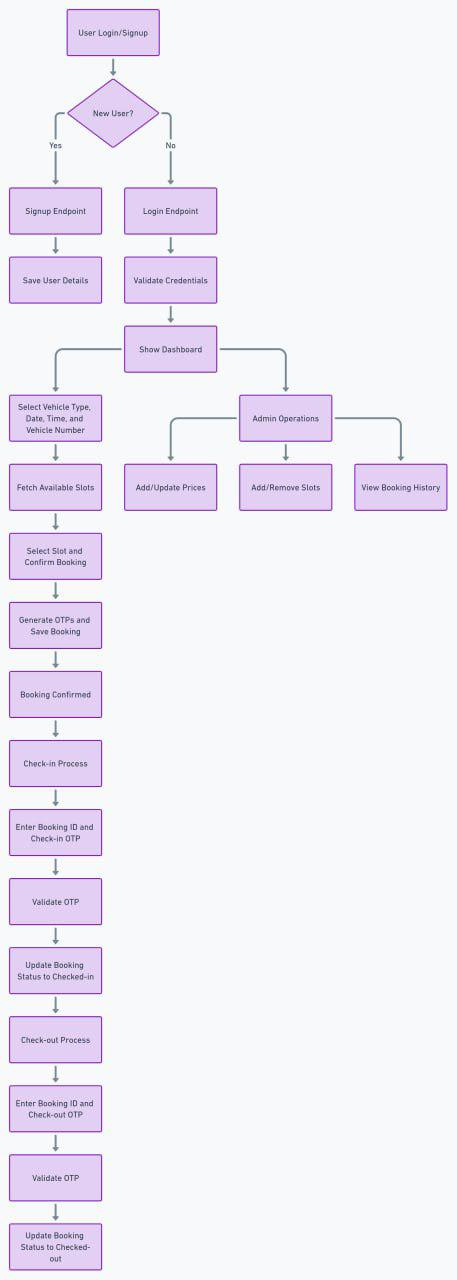 User Login/Signup
New User?
Yes
No
Signup Endpoint
Login Endpoint
Save User Details
Validate Credentials
Show Dashboard
Select Vehicle Type,
Date, Time, and
Vehicle Number
Admin Operations
Fetch Available Slots
Add/Update Prices
Add/Remove Slots
View Booking History
Select Slot and
Confirm Booking
Generate OTPs and
Save Booking
Booking Confirmed
Check-in Process
Enter Booking ID and
Check-in OTP
Validate OTP
Update Booking
Status to Checked-in
Check-out Process
Enter Booking ID and
Check-out OTP
Validate OTP
Update Booking
Status to Checked-
out